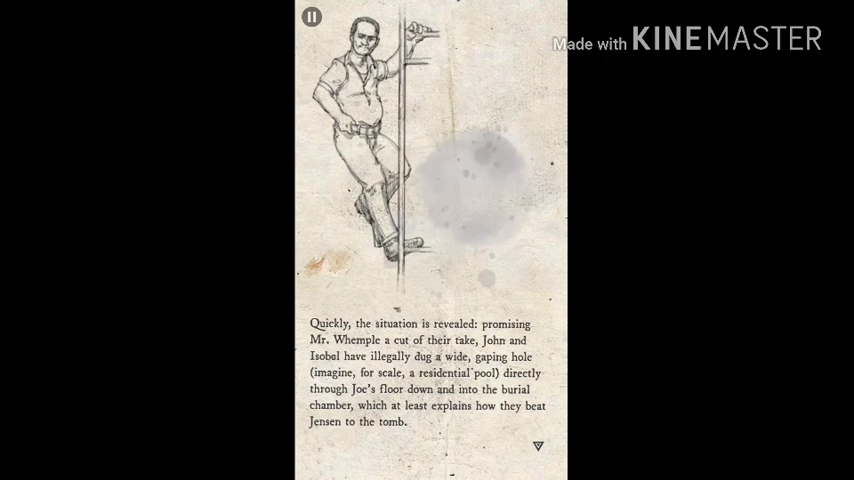 Made with KINEMASTER
Quickly, the situation is revealed: promising
Mr. Whemple a cut of their take, John and
Isobel have illegally dug a wide, gaping hole
(imagine, for scale, a residential pool) directly
through Joe's floor down and into the burial
chamber, which at least explains how they beat
Jensen to the tomb.